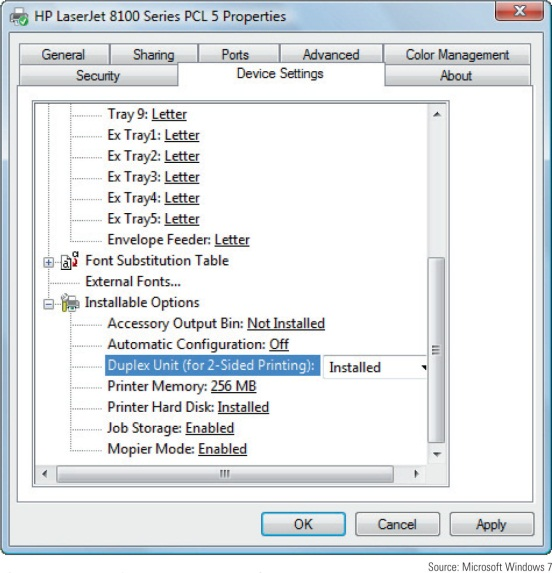 HP LaserJet 8100 Series PCL 5 Properties
General Sharing Ports Advanced Color Management
Security Device Settings About
Tray 9: Letter
Ex Tray1: Letter
Ex Tray2: Letter
Ex Tray3: Letter
Ex Tray4: Letter
Ex Tray5: Letter
Envelope Feeder: Letter
Font Substitution Table
External Fonts...
Installable Options
Accessory Output Bin: Not Installed
Automatic Configuration: Off
Duplex Unit (for 2-Sided Printing): Installed
Printer Memory: 256 MB
Printer Hard Disk: Installed
Job Storage: Enabled
Mopier Mode: Enabled
OK Cancel Apply
Source: Microsoft Windows 7